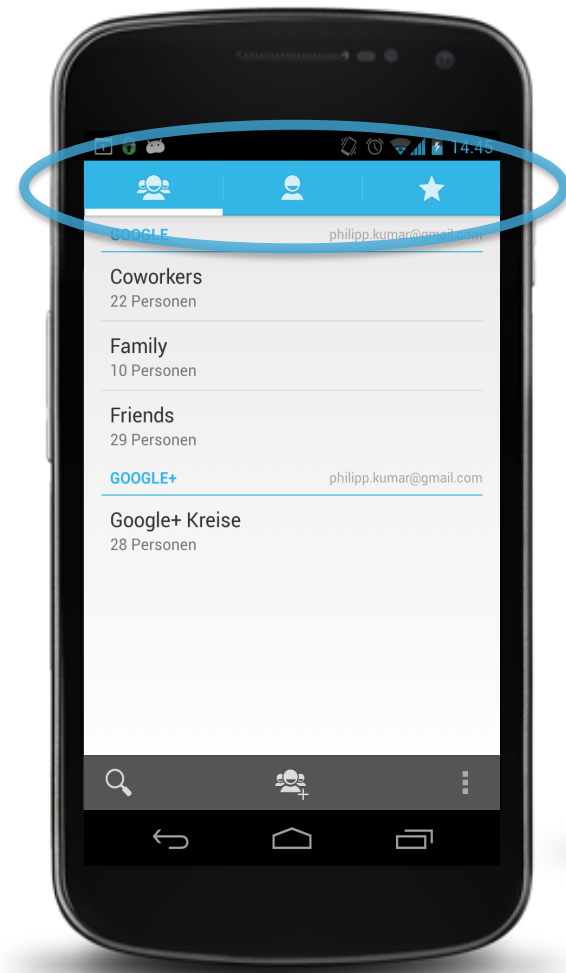 14.45
GOOGLE philipp.kumar@gmail.com
Coworkers
22 Personen
Family
10 Personen
Friends
29 Personen
GOOGLE+ philipp.kumar@gmail.com
Google+ Kreise
28 Personen